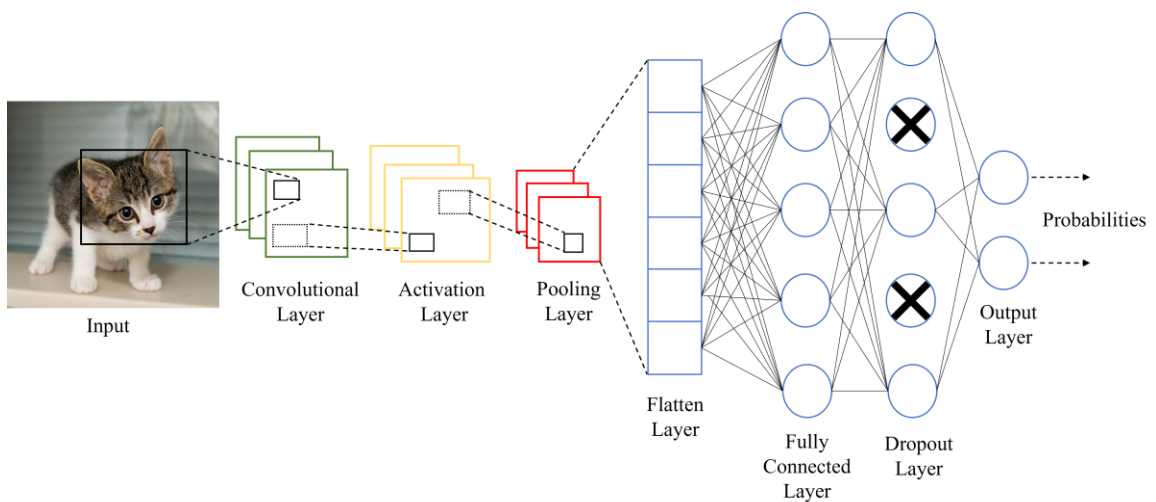 Input
Convolutional
Layer
Activation
Layer
Pooling
Layer
Flatten
Layer
Fully
Connected
Layer
Dropout
Layer
Output
Layer
Probabilities